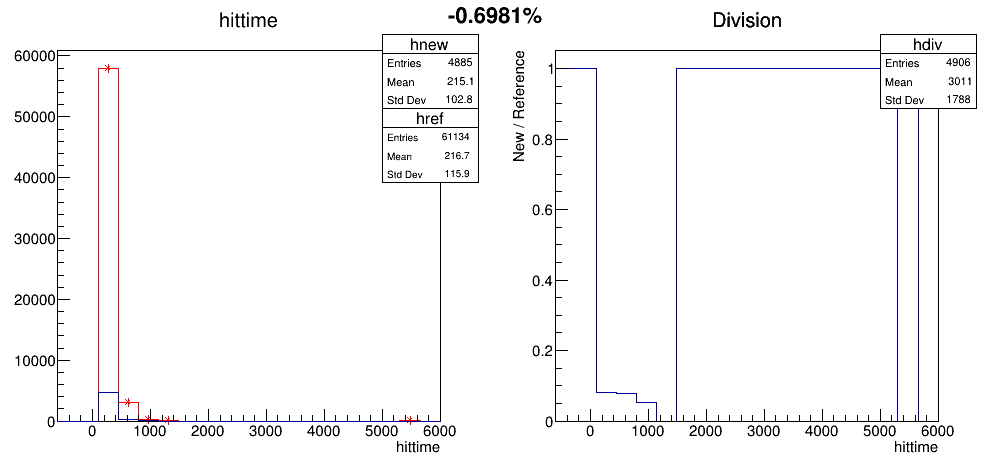 -0.6981%
hittime
hnew
Entries 4885
Mean 215.1
Std Dev 102.8
href
Entries 61134
Mean 216.7
Std Dev 115.9
60000
50000
40000
30000
20000
10000
0
0 1000 2000 3000 4000 5000 6000
hittime
Division
hdiv
Entries 4906
Mean 3011
Std Dev 1788
New / Reference
1
0.8
0.6
0.4
0.2
0
0 1000 2000 3000 4000 5000 6000
hittime